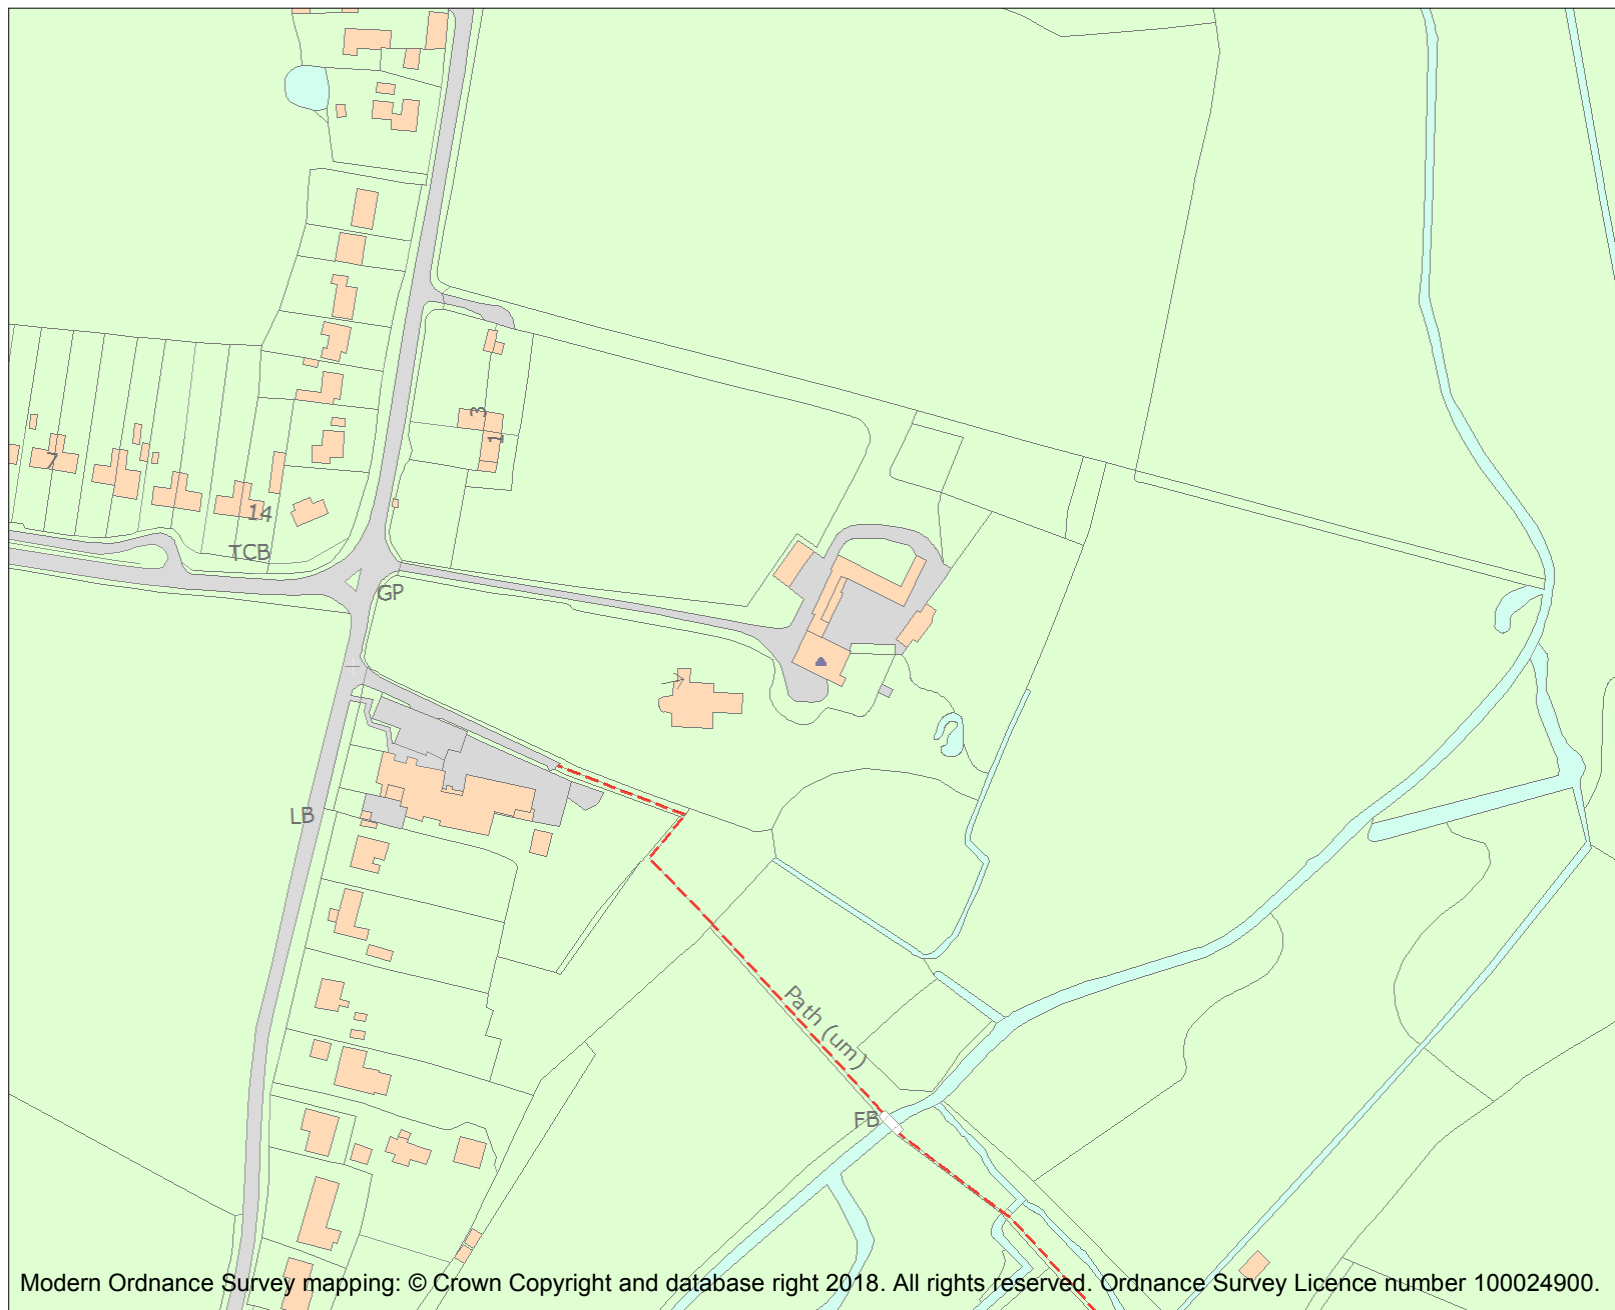 3
1
7
14
TCB
GP
LB
Path (um)
FB
Modern Ordnance Survey mapping: © Crown Copyright and database right 2018. All rights reserved. Ordnance Survey Licence number 100024900.